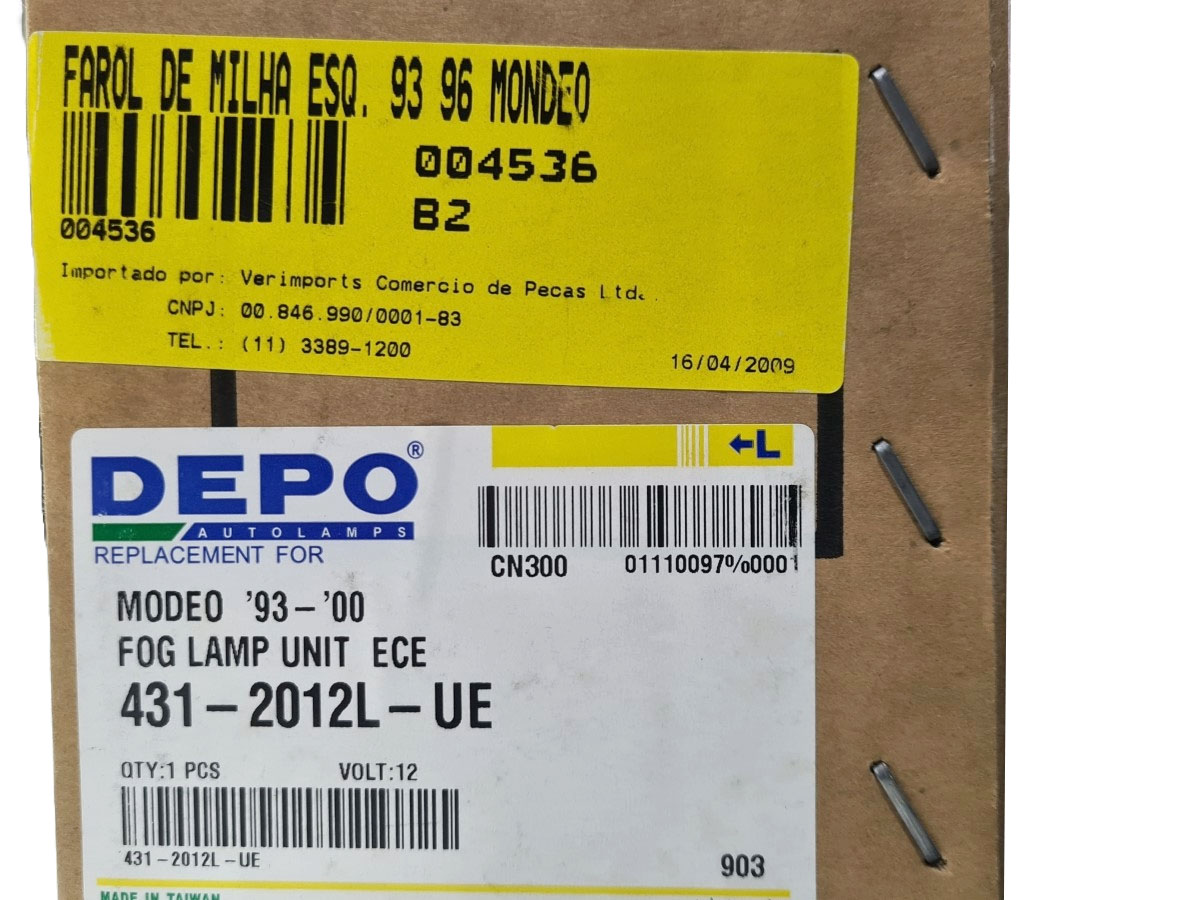 FAROL DE MILHA ESQ. 93 96 MONDEO
004536
B2
004536
Importado por: Verimports Comercio de Pecas Ltda.
CNPJ: 00.846.990/0001-83
TEL.: (11) 3389-1200
16/04/2009
←L
DEPO®
AUTOLAMPS
REPLACEMENT FOR
CN300 01110097%0001
MODEO '93-'00
FOG LAMP UNIT ECE
431-2012L-UE
QTY:1 PCS VOLT:12
431-2012L-UE
903
MADE IN TAIWAN